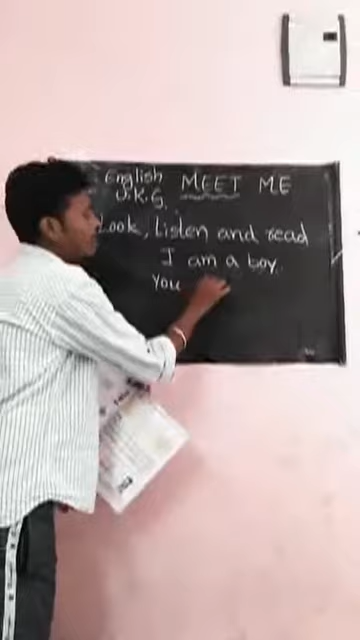 English MEET ME
U.K.G.
Look, Listen and read
I am a boy.
You